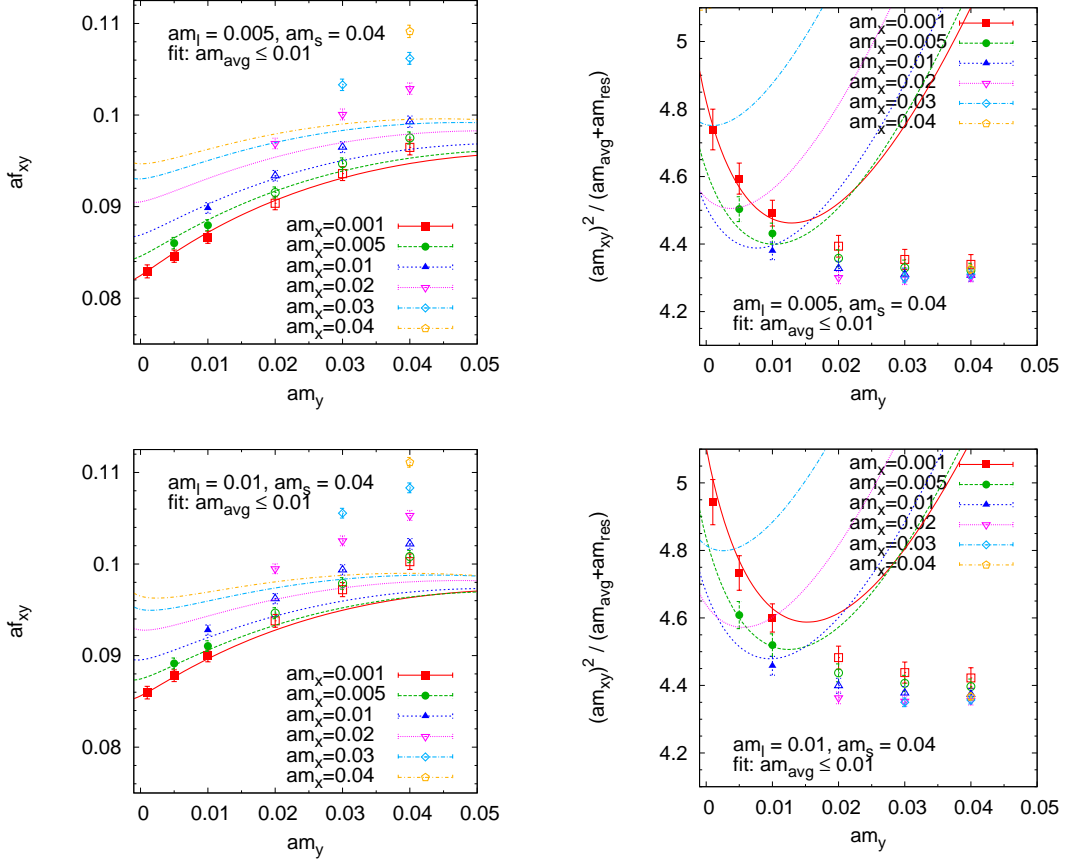 am_l = 0.005, am_s = 0.04
fit: am_avg ≤ 0.01
0.11
0.1
0.09
0.08
af_xy
am_x=0.001
am_x=0.005
am_x=0.01
am_x=0.02
am_x=0.03
am_x=0.04
0 0.01 0.02 0.03 0.04 0.05
am_y
am_x=0.001
am_x=0.005
am_x=0.01
am_x=0.02
am_x=0.03
am_x=0.04
5
4.8
4.6
4.4
4.2
(am_xy)^2 / (am_avg+am_res)
am_l = 0.005, am_s = 0.04
fit: am_avg ≤ 0.01
0 0.01 0.02 0.03 0.04 0.05
am_y
am_l = 0.01, am_s = 0.04
fit: am_avg ≤ 0.01
0.11
0.1
0.09
0.08
af_xy
am_x=0.001
am_x=0.005
am_x=0.01
am_x=0.02
am_x=0.03
am_x=0.04
0 0.01 0.02 0.03 0.04 0.05
am_y
am_x=0.001
am_x=0.005
am_x=0.01
am_x=0.02
am_x=0.03
am_x=0.04
5
4.8
4.6
4.4
4.2
(am_xy)^2 / (am_avg+am_res)
am_l = 0.01, am_s = 0.04
fit: am_avg ≤ 0.01
0 0.01 0.02 0.03 0.04 0.05
am_y